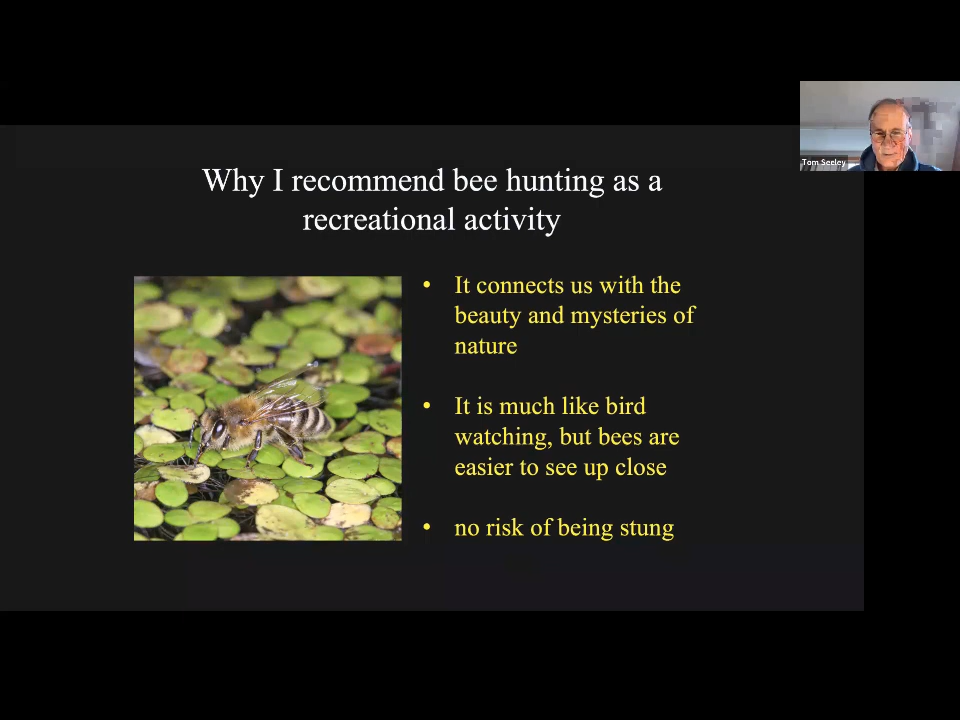 Tom Seeley
Why I recommend bee hunting as a
recreational activity
• It connects us with the
beauty and mysteries of
nature
• It is much like bird
watching, but bees are
easier to see up close
• no risk of being stung